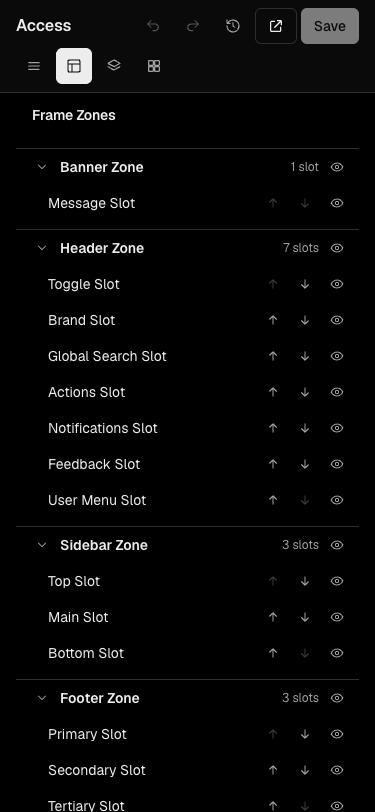 Access
Save
Frame Zones
Banner Zone
1 slot
Message Slot
Header Zone
7 slots
Toggle Slot
Brand Slot
Global Search Slot
Actions Slot
Notifications Slot
Feedback Slot
User Menu Slot
Sidebar Zone
3 slots
Top Slot
Main Slot
Bottom Slot
Footer Zone
3 slots
Primary Slot
Secondary Slot
Tertiary Slot